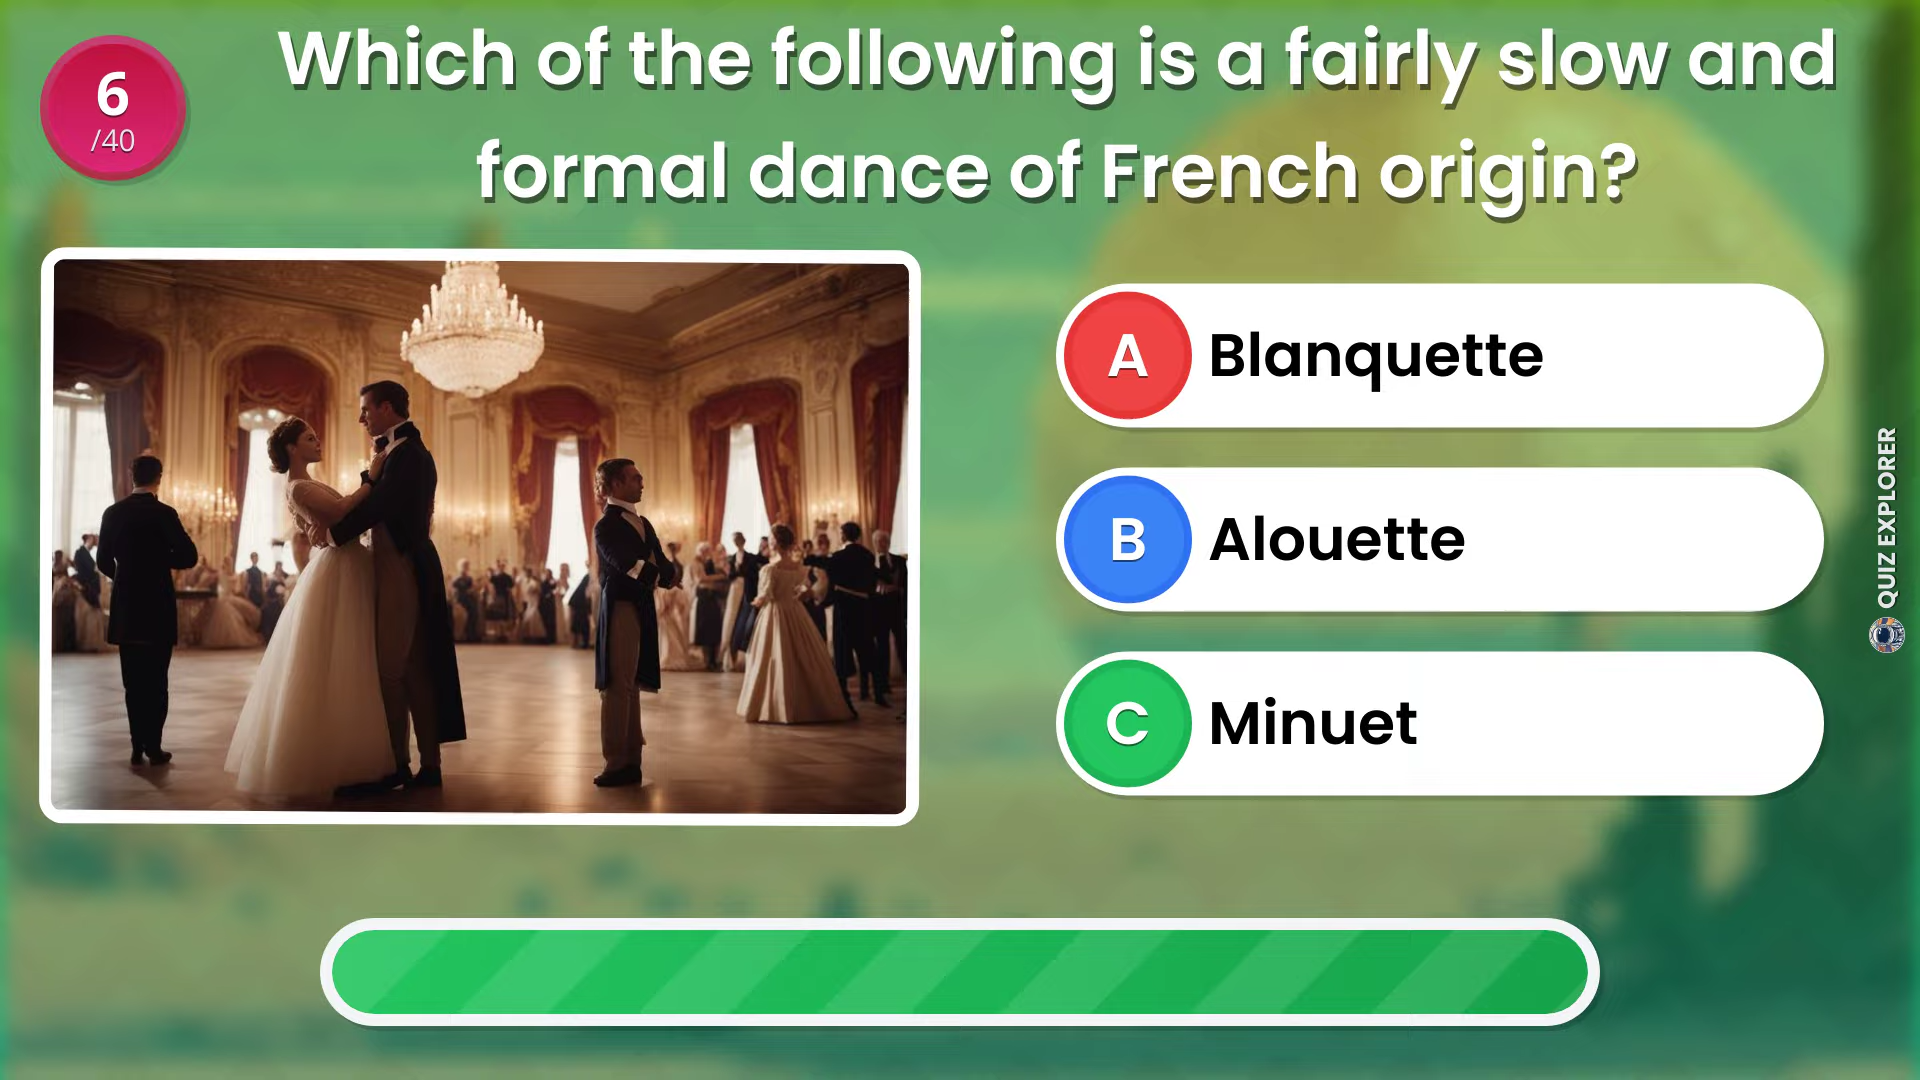 6
/40
Which of the following is a fairly slow and
formal dance of French origin?
A Blanquette
B Alouette
C Minuet
QUIZ EXPLORER